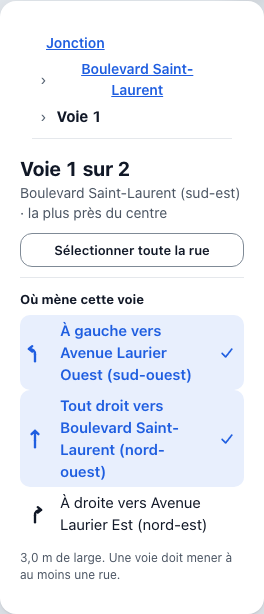 Jonction
› Boulevard Saint-
Laurent
› Voie 1
Voie 1 sur 2
Boulevard Saint-Laurent (sud-est)
· la plus près du centre
Sélectionner toute la rue
Où mène cette voie
À gauche vers
Avenue Laurier
Ouest (sud-ouest)
Tout droit vers
Boulevard Saint-
Laurent (nord-
ouest)
À droite vers Avenue
Laurier Est (nord-est)
3,0 m de large. Une voie doit mener à
au moins une rue.